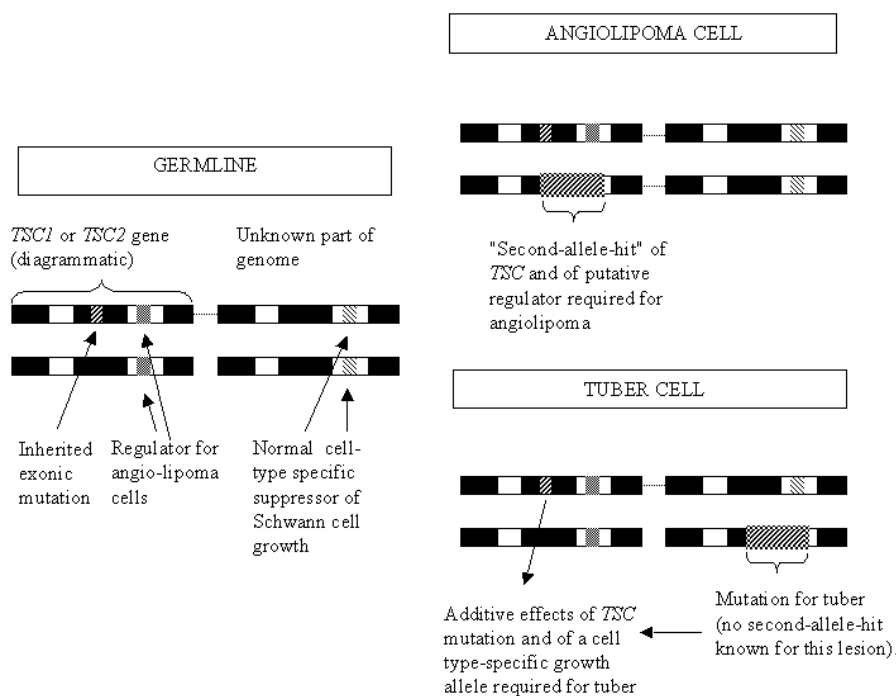 GERMLINE
TSC1 or TSC2 gene
(diagrammatic)
Unknown part of
genome
Inherited
exonic
mutation
Regulator for
angio-lipoma
cells
Normal cell-
type specific
suppressor of
Schwann cell
growth
ANGIOLIPOMA CELL
"Second-allele-hit" of
TSC and of putative
regulator required for
angiolipoma
TUBER CELL
Additive effects of TSC
mutation and of a cell
type-specific growth
allele required for tuber
Mutation for tuber
(no second-allele-hit
known for this lesion).